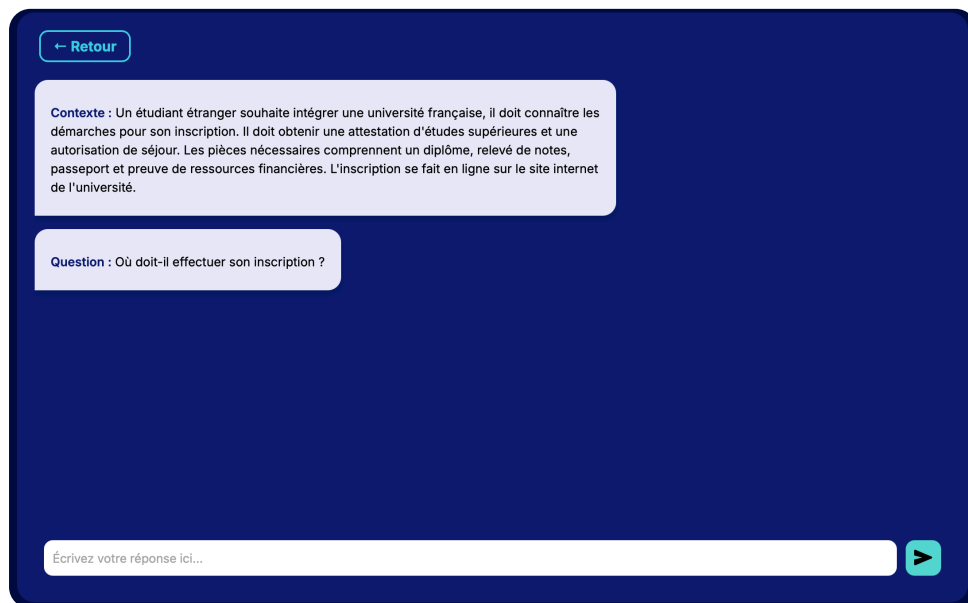 ← Retour
Contexte : Un étudiant étranger souhaite intégrer une université française, il doit connaître les
démarches pour son inscription. Il doit obtenir une attestation d'études supérieures et une
autorisation de séjour. Les pièces nécessaires comprennent un diplôme, relevé de notes,
passeport et preuve de ressources financières. L'inscription se fait en ligne sur le site internet
de l'université.
Question : Où doit-il effectuer son inscription ?
Écrivez votre réponse ici...